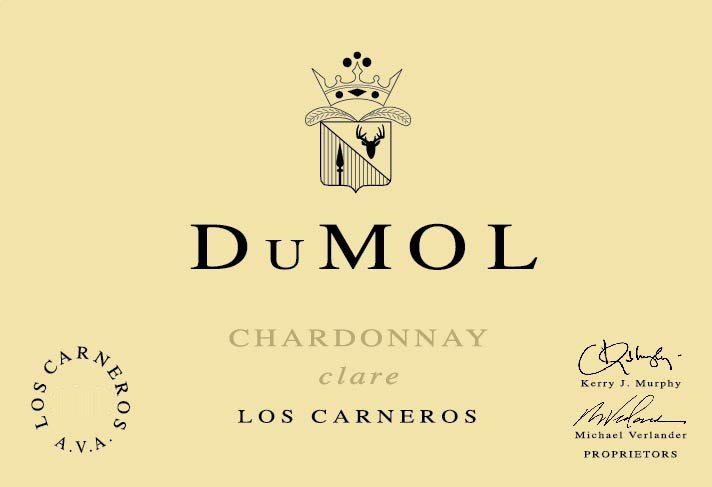 DUMOL
CHARDONNAY
clare
LOS CARNEROS
LOS CARNEROS
A.V.A.
Kerry J. Murphy
Michael Verlander
PROPRIETORS